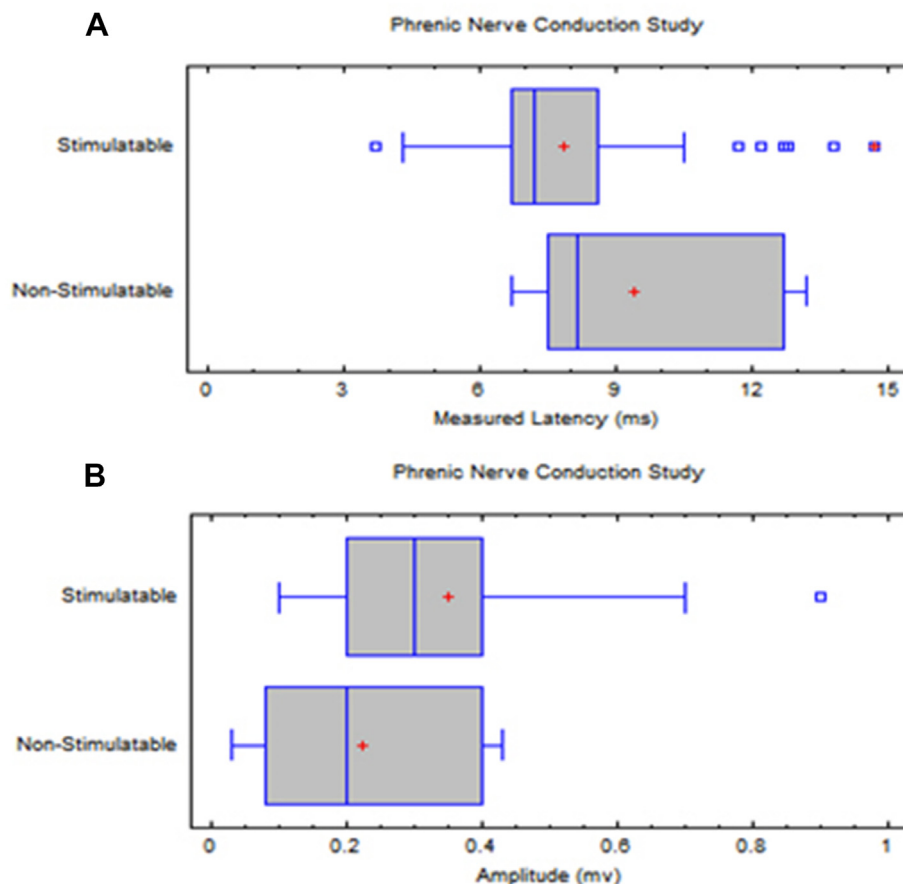 A
Phrenic Nerve Conduction Study
Stimulatable
Non-Stimulatable
0 3 6 9 12 15
Measured Latency (ms)
B
Phrenic Nerve Conduction Study
Stimulatable
Non-Stimulatable
0 0.2 0.4 0.6 0.8 1
Amplitude (mv)